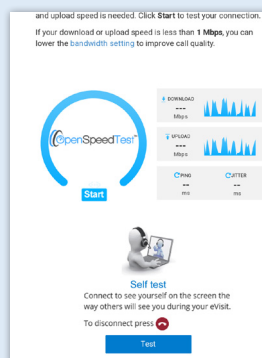 and upload speed is needed. Click Start to test your connection.
If your download or upload speed is less than 1 Mbps, you can
lower the bandwidth setting to improve call quality.
DOWNLOAD
---
Mbps
OpenSpeedTest™
UPLOAD
---
Mbps
PING
--
ms
JITTER
--
ms
Start
Self test
Connect to see yourself on the screen the
way others will see you during your eVisit.
To disconnect press
Test